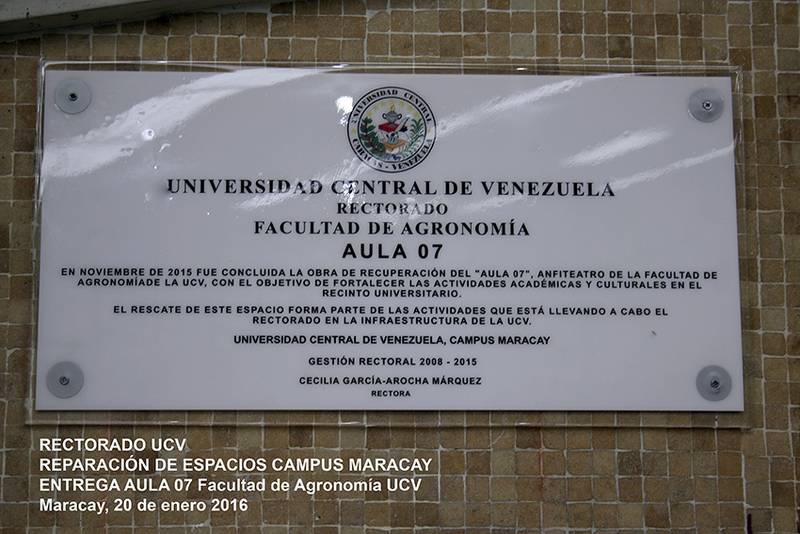 UNIVERSIDAD CENTRAL
CARACAS - VENEZUELA
UNIVERSIDAD CENTRAL DE VENEZUELA
RECTORADO
FACULTAD DE AGRONOMÍA
AULA 07
EN NOVIEMBRE DE 2015 FUE CONCLUIDA LA OBRA DE RECUPERACIÓN DEL "AULA 07", ANFITEATRO DE LA FACULTAD DE
AGRONOMÍADE LA UCV, CON EL OBJETIVO DE FORTALECER LAS ACTIVIDADES ACADÉMICAS Y CULTURALES EN EL
RECINTO UNIVERSITARIO.
EL RESCATE DE ESTE ESPACIO FORMA PARTE DE LAS ACTIVIDADES QUE ESTÁ LLEVANDO A CABO EL
RECTORADO EN LA INFRAESTRUCTURA DE LA UCV.
UNIVERSIDAD CENTRAL DE VENEZUELA, CAMPUS MARACAY
GESTIÓN RECTORAL 2008 - 2015
CECILIA GARCÍA-AROCHA MÁRQUEZ
RECTORA
RECTORADO UCV
REPARACIÓN DE ESPACIOS CAMPUS MARACAY
ENTREGA AULA 07 Facultad de Agronomía UCV
Maracay, 20 de enero 2016